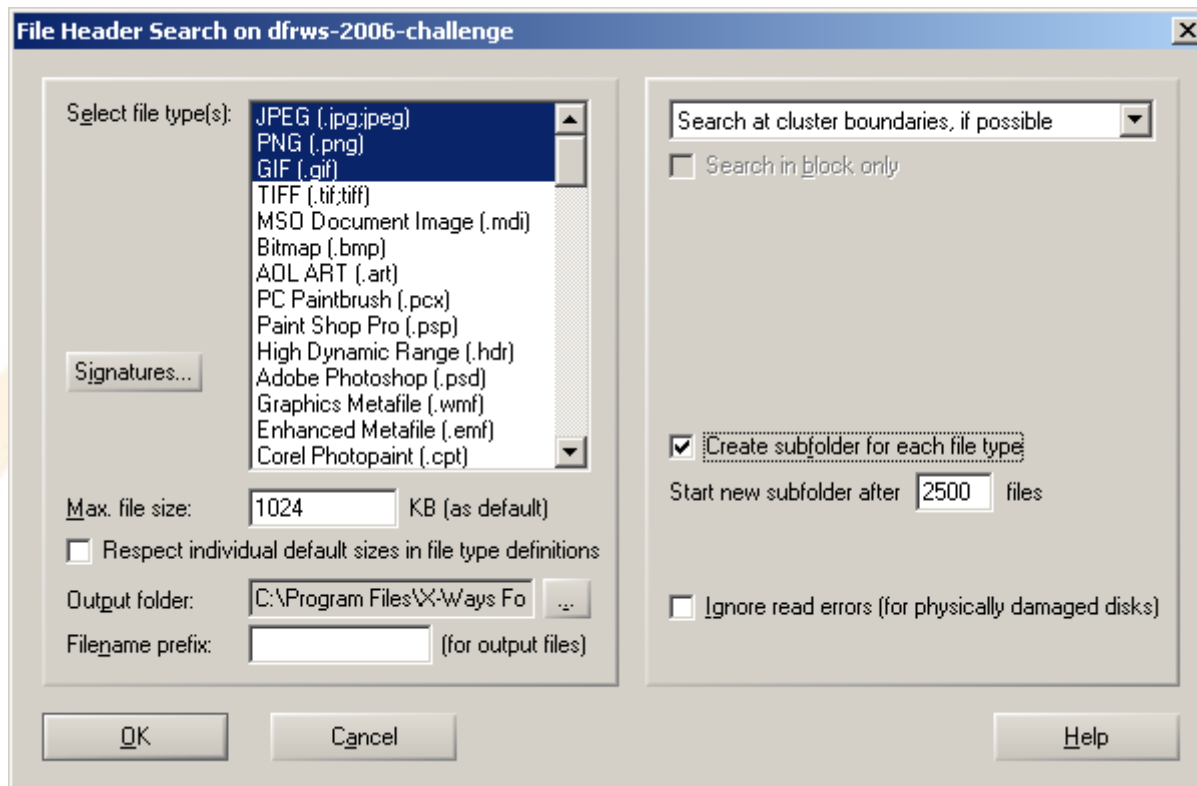 File Header Search on dfrws-2006-challenge
Select file type(s):
JPEG (.jpg;jpeg)
PNG (.png)
GIF (.gif)
TIFF (.tif;tiff)
MSO Document Image (.mdi)
Bitmap (.bmp)
AOL ART (.art)
PC Paintbrush (.pcx)
Paint Shop Pro (.psp)
High Dynamic Range (.hdr)
Adobe Photoshop (.psd)
Graphics Metafile (.wmf)
Enhanced Metafile (.emf)
Corel Photopaint (.cpt)
Signatures...
Max. file size: 1024 KB (as default)
Respect individual default sizes in file type definitions
Output folder: C:\Program Files\X-Ways Fo ...
Filename prefix: (for output files)
Search at cluster boundaries, if possible
Search in block only
Create subfolder for each file type
Start new subfolder after 2500 files
Ignore read errors (for physically damaged disks)
OK Cancel Help